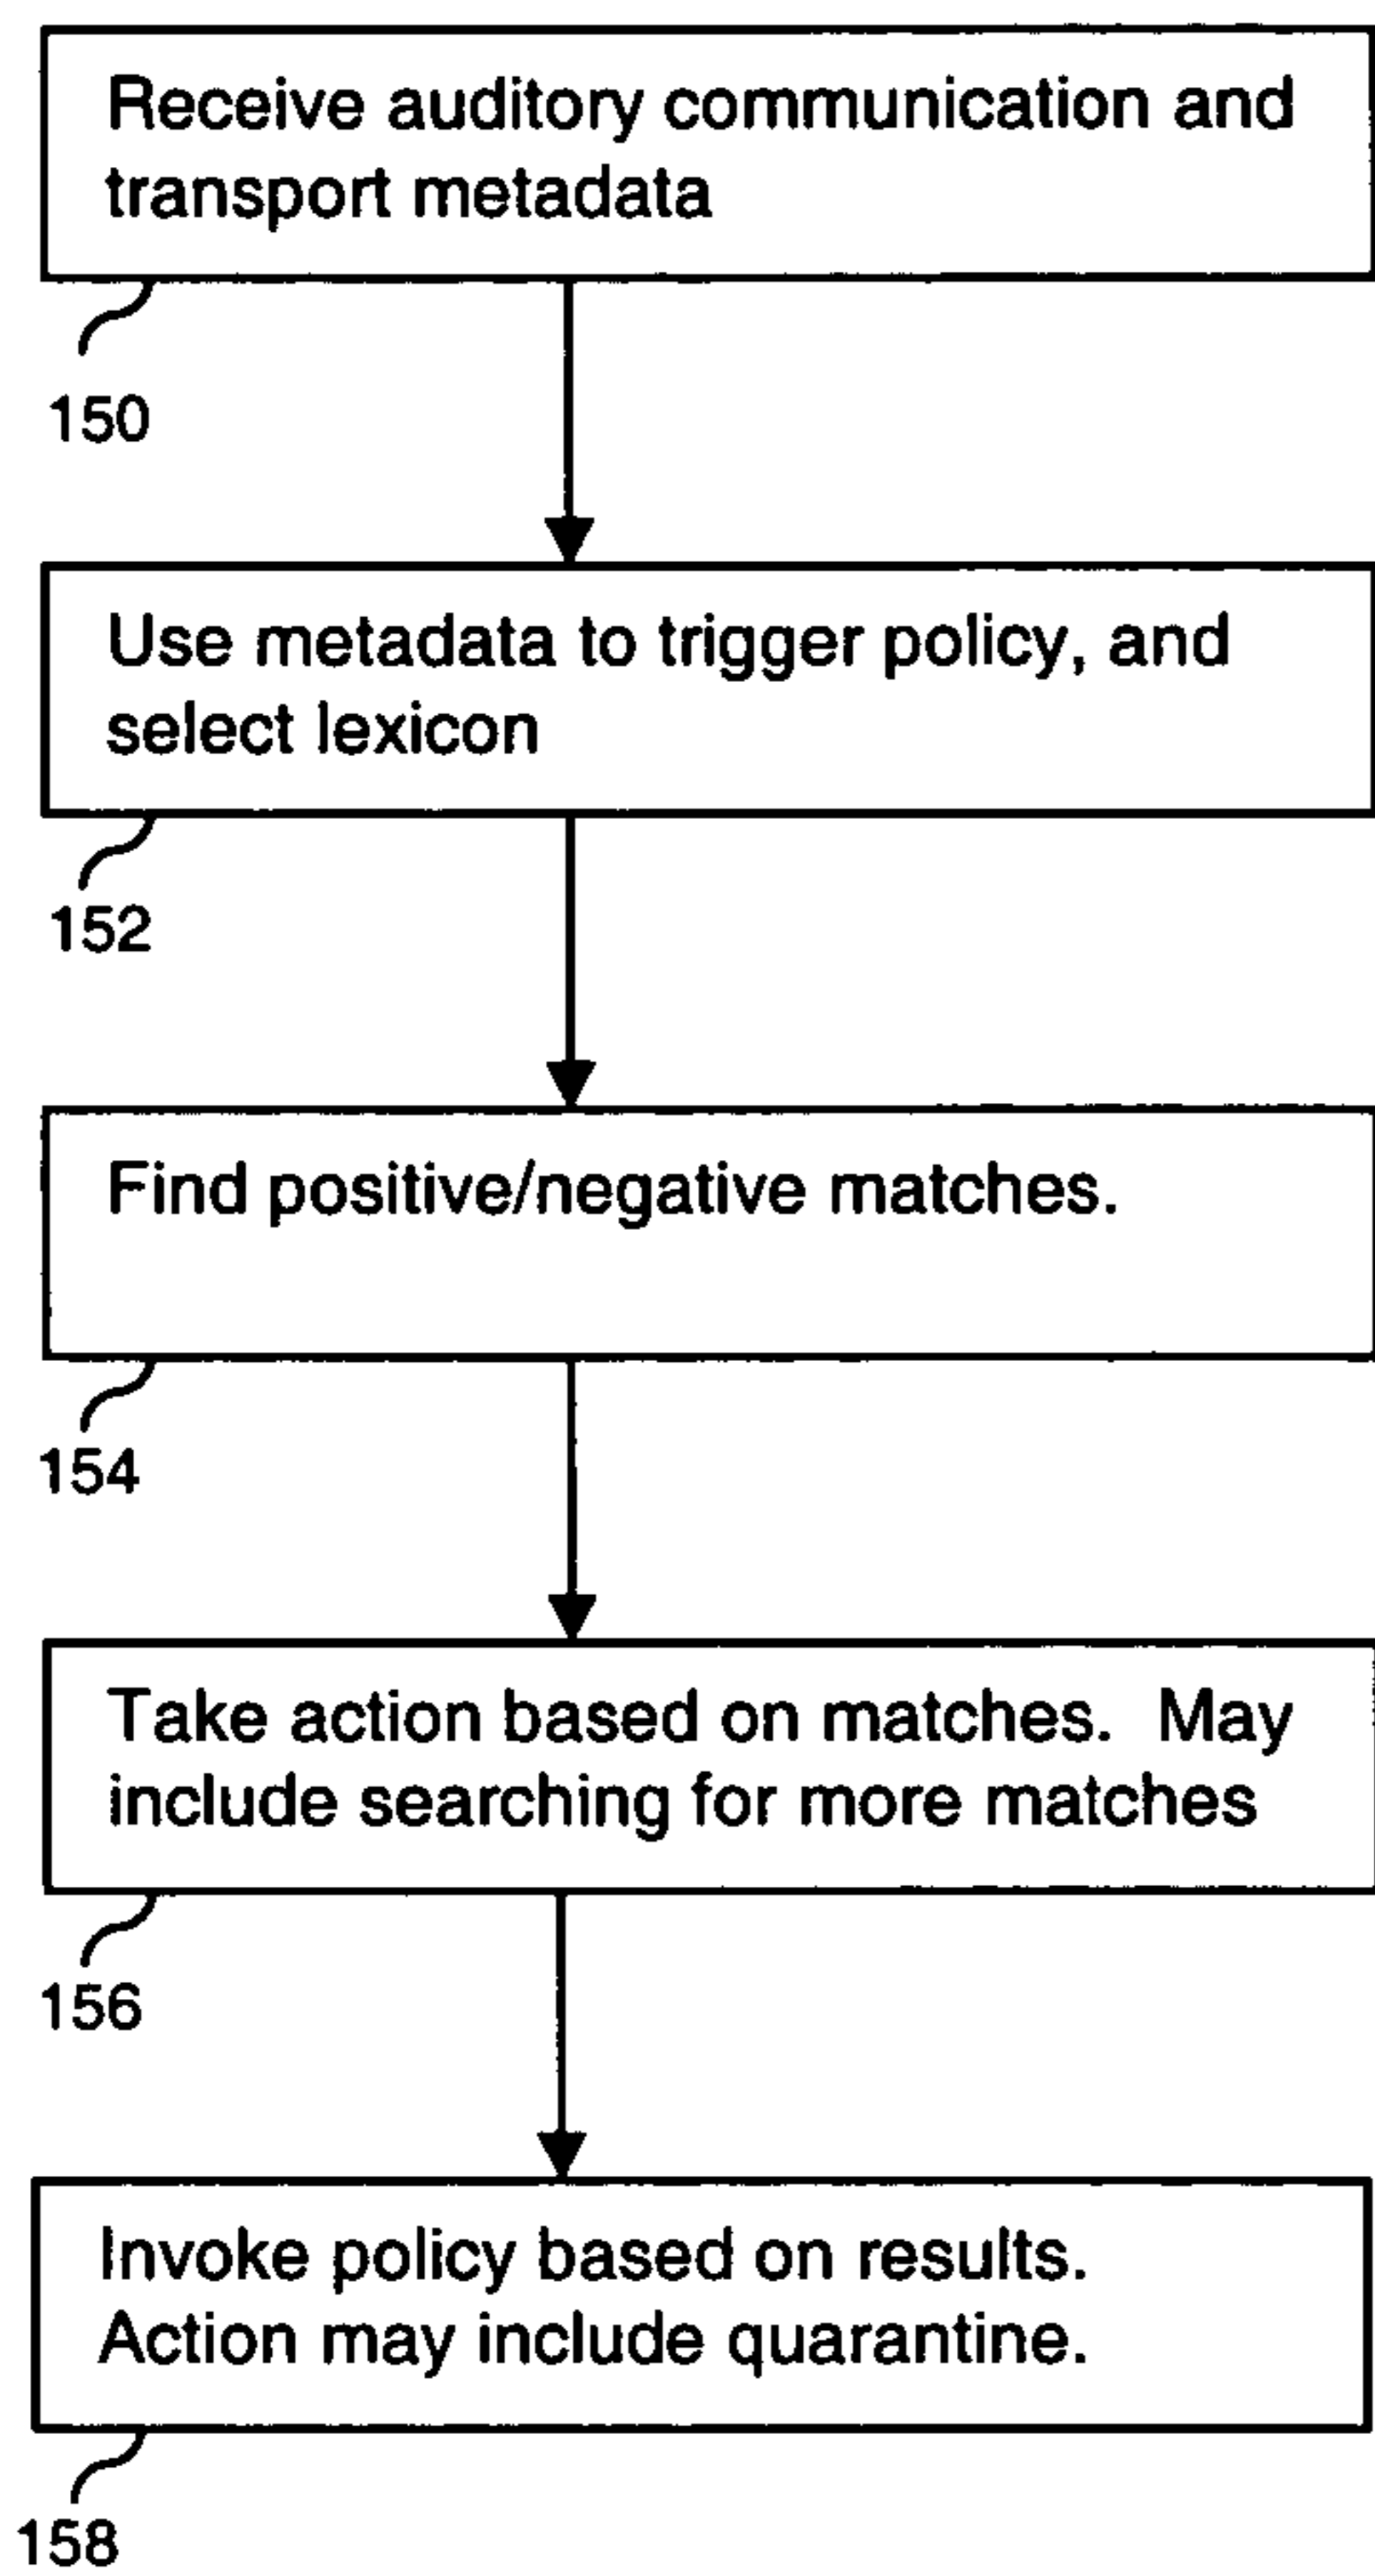 Receive auditory communication and
transport metadata
150
Use metadata to trigger policy, and
select lexicon
152
Find positive/negative matches.
154
Take action based on matches. May
include searching for more matches
156
Invoke policy based on results.
Action may include quarantine.
158